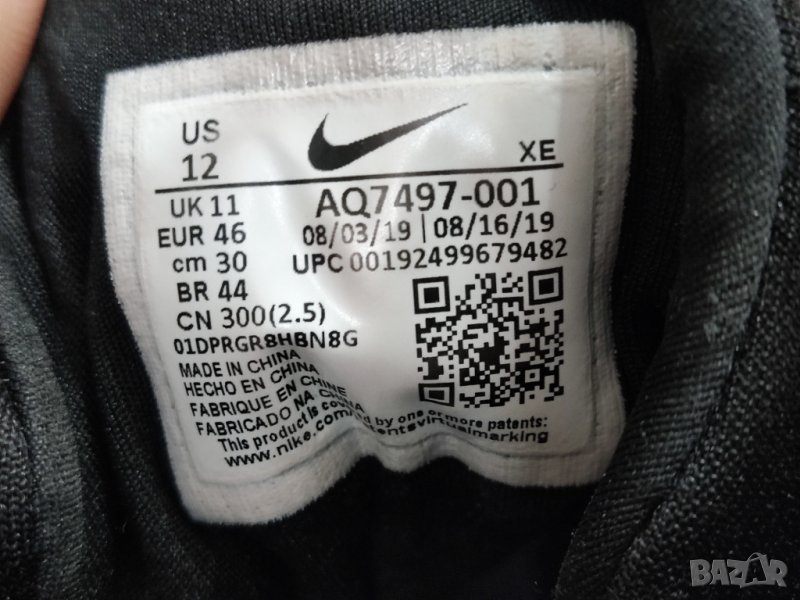 US
12
XE
UK 11
AQ7497-001
EUR 46
08/03/19 | 08/16/19
cm 30
UPC 00192499679482
BR 44
CN 300(2.5)
01DPRGR8HBN8G
MADE IN CHINA
HECHO EN CHINA
FABRIQUE EN CHINE
FABRICADO NA CHINA
This product is by one or more patents:
www.nike.com/ marking
BAZAR